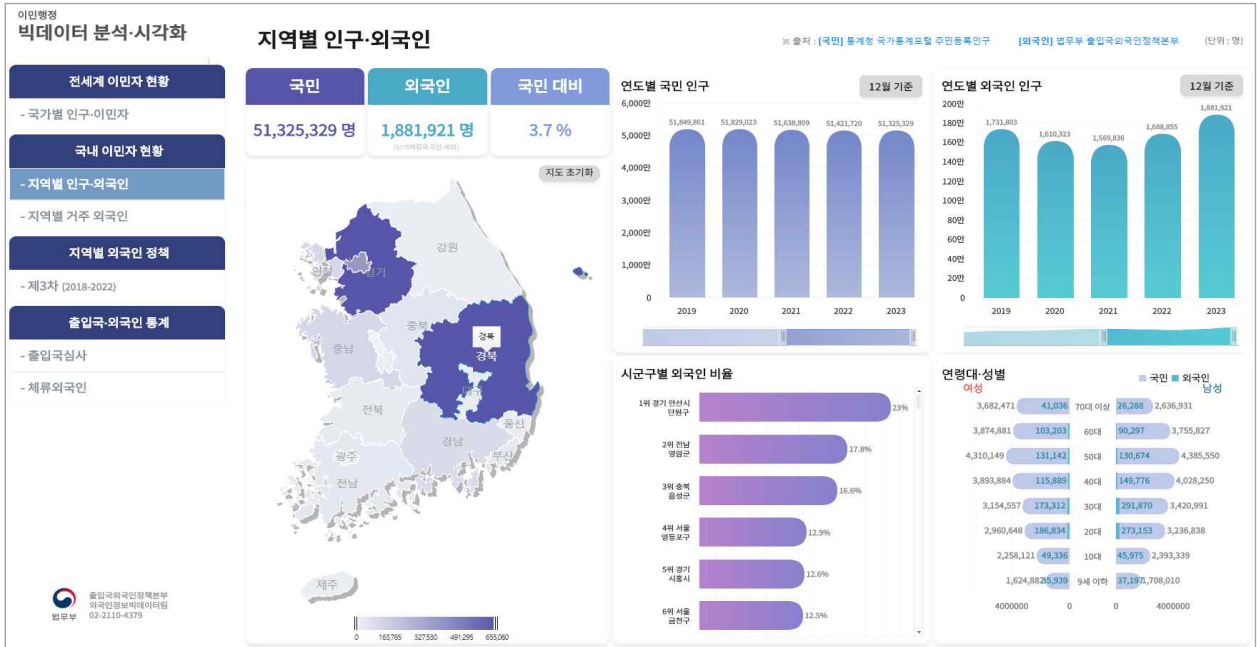 이민행정
빅데이터 분석·시각화
전세계 이민자 현황
- 국가별 인구·이민자
국내 이민자 현황
- 지역별 인구·외국인
- 지역별 거주 외국인
지역별 외국인 정책
- 제3차 (2018-2022)
출입국·외국인 통계
- 출입국심사
- 체류외국인
법무부
출입국외국인정책본부
외국인정보빅데이터팀
02-2110-4379
지역별 인구·외국인
※ 출처 : [국민] 통계청 국가통계포털 주민등록인구 [외국인] 법무부 출입국외국인정책본부 (단위 : 명)
국민 외국인 국민 대비
51,325,329 명 1,881,921 명 3.7 %
(단기체류외국인 제외)
지도 초기화
강원
인천
경기
충북
경북
경북
충남
대구
전북
울산
경남
부산
광주
전남
제주
0 163,765 327,530 491,295 655,060
연도별 국민 인구
12월 기준
6,000만
5,000만
4,000만
3,000만
2,000만
1,000만
0
51,849,861 51,829,023 51,638,809 51,421,720 51,325,329
2019 2020 2021 2022 2023
연도별 외국인 인구
12월 기준
200만
180만
160만
140만
120만
100만
80만
60만
40만
20만
0
1,731,803 1,610,323 1,569,836 1,688,855 1,881,921
2019 2020 2021 2022 2023
시군구별 외국인 비율
1위 경기 안산시
단원구
23%
2위 전남
영암군
17.8%
3위 충북
음성군
16.6%
4위 서울
영등포구
12.9%
5위 경기
시흥시
12.6%
6위 서울
금천구
12.5%
연령대·성별
국민 외국인
여성 남성
3,682,471 41,036 70대 이상 26,288 2,636,931
3,874,881 103,203 60대 90,297 3,755,827
4,310,149 131,142 50대 130,674 4,385,550
3,893,884 115,889 40대 149,776 4,028,250
3,154,557 173,312 30대 291,870 3,420,991
2,960,648 186,834 20대 273,153 3,236,838
2,258,121 49,336 10대 45,975 2,393,339
1,624,882 35,939 9세 이하 37,197 1,708,010
4000000 0 0 4000000